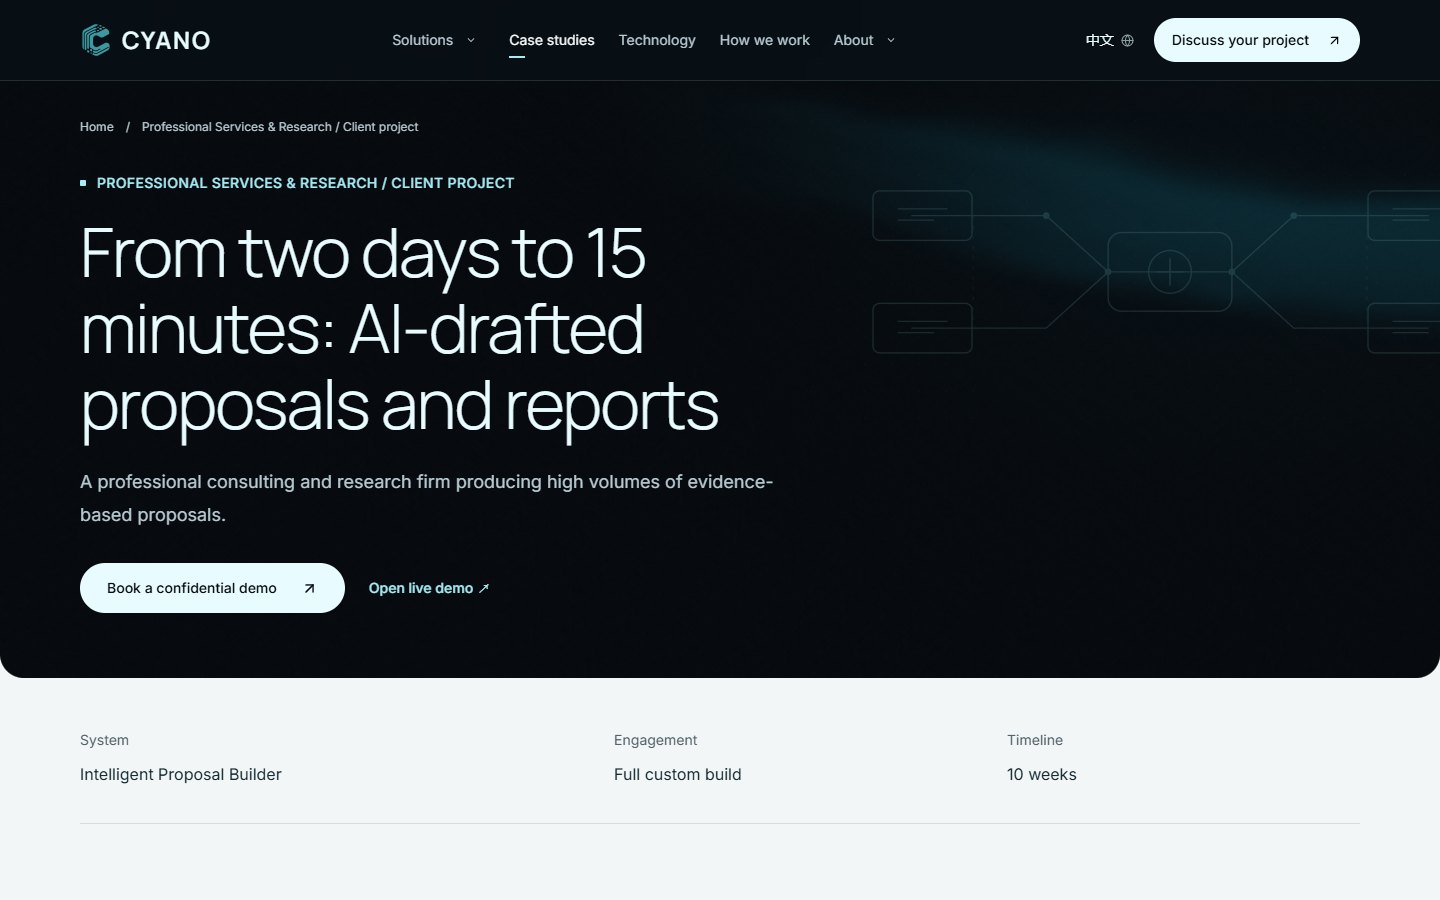 CYANO
Solutions
Case studies
Technology
How we work
About
中文
Discuss your project
Home / Professional Services & Research / Client project
PROFESSIONAL SERVICES & RESEARCH / CLIENT PROJECT
From two days to 15
minutes: AI-drafted
proposals and reports
A professional consulting and research firm producing high volumes of evidence-
based proposals.
Book a confidential demo
Open live demo ↗
System
Intelligent Proposal Builder
Engagement
Full custom build
Timeline
10 weeks